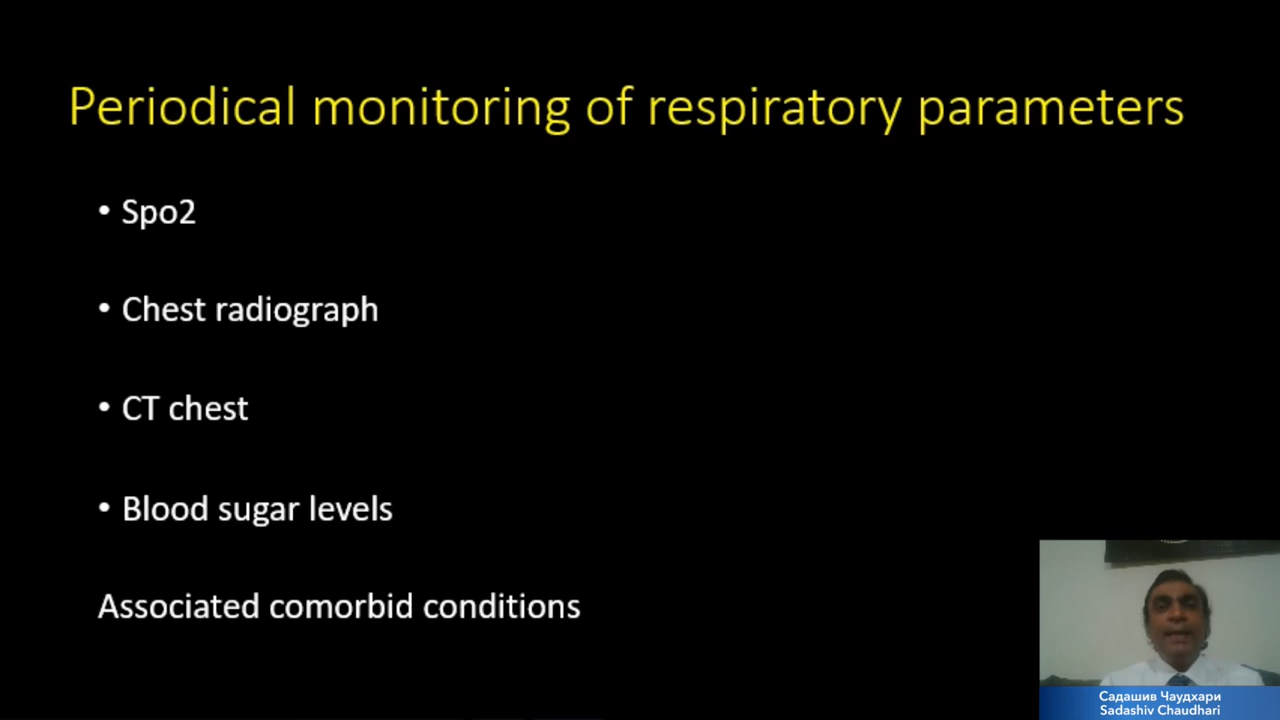 Periodical monitoring of respiratory parameters
• Spo2
• Chest radiograph
• CT chest
• Blood sugar levels
Associated comorbid conditions
Садашив Чаудхари
Sadashiv Chaudhari